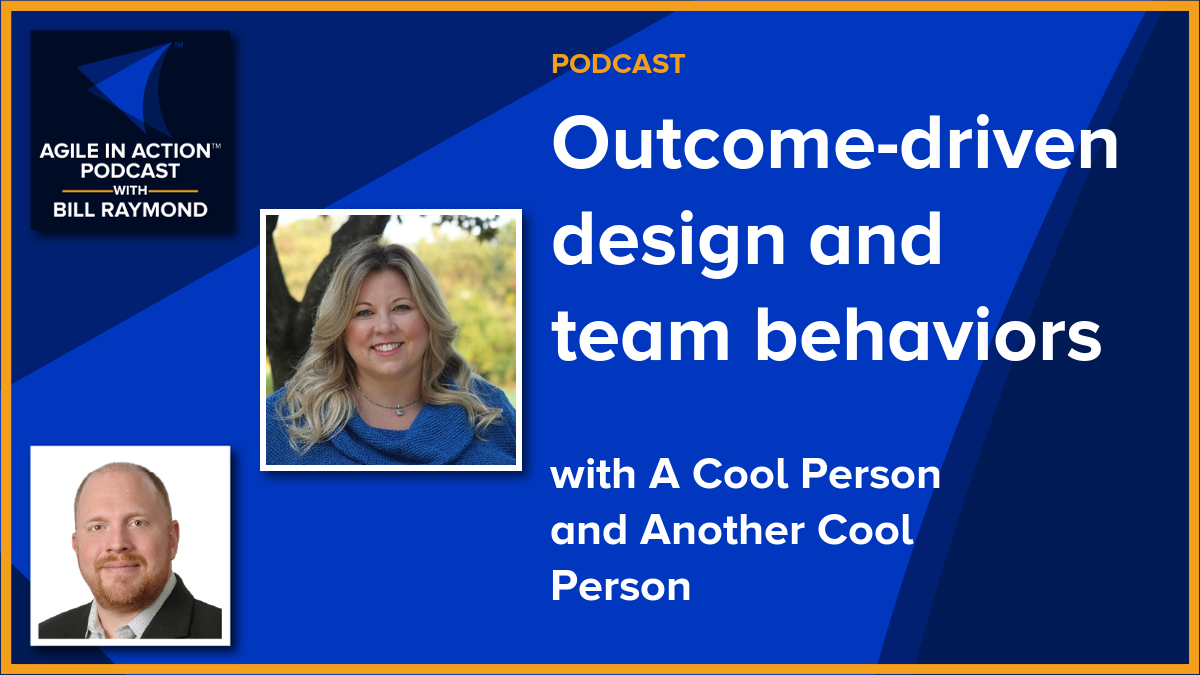 ™
AGILE IN ACTION™
PODCAST
WITH
BILL RAYMOND
PODCAST
Outcome-driven
design and
team behaviors
with A Cool Person
and Another Cool
Person